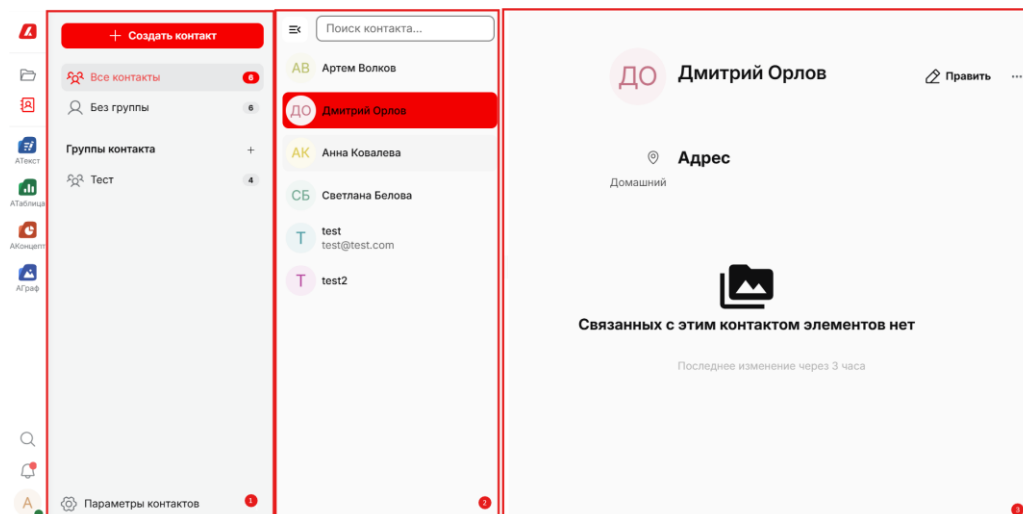 АТекст
АТаблица
АКонцепт
АГраф
А
+ Создать контакт
Все контакты 6
Без группы 6
Группы контакта +
Тест 4
Параметры контактов 1
Поиск контакта...
АВ Артем Волков
ДО Дмитрий Орлов
АК Анна Ковалева
СБ Светлана Белова
T test
test@test.com
T test2
2
ДО Дмитрий Орлов Править ...
Адрес
Домашний
Связанных с этим контактом элементов нет
Последнее изменение через 3 часа
3